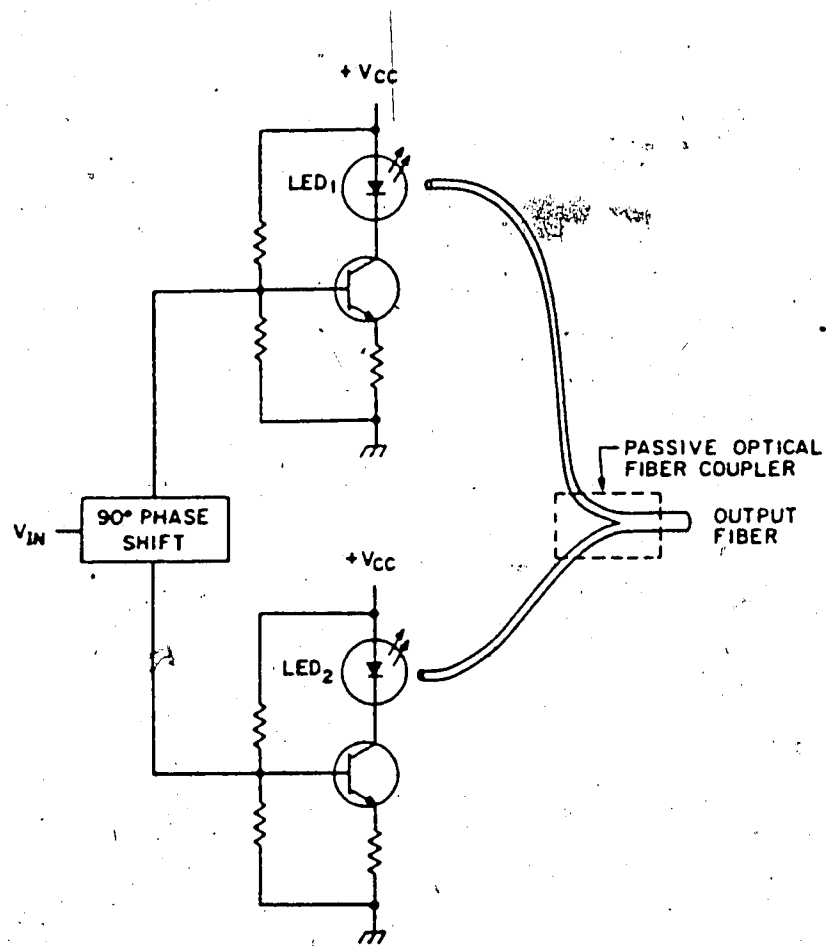 + VCC
LED1
PASSIVE OPTICAL
FIBER COUPLER
VIN
90° PHASE
SHIFT
OUTPUT
FIBER
+VCC
LED2